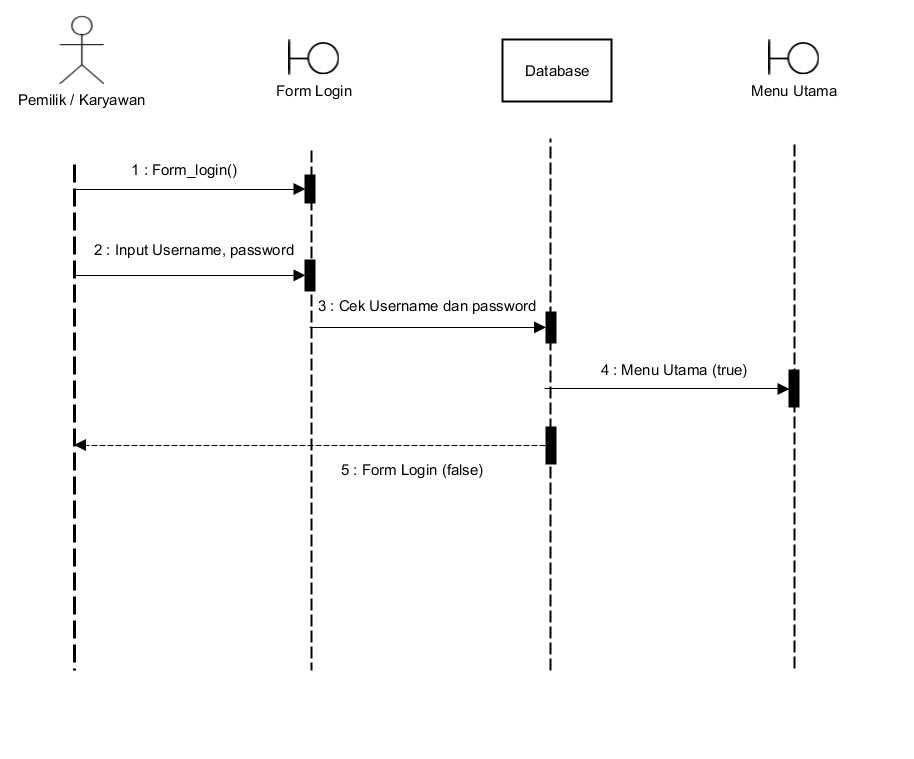 Pemilik / Karyawan
Form Login
Database
Menu Utama
1 : Form_login()
2 : Input Username, password
3 : Cek Username dan password
4 : Menu Utama (true)
5 : Form Login (false)